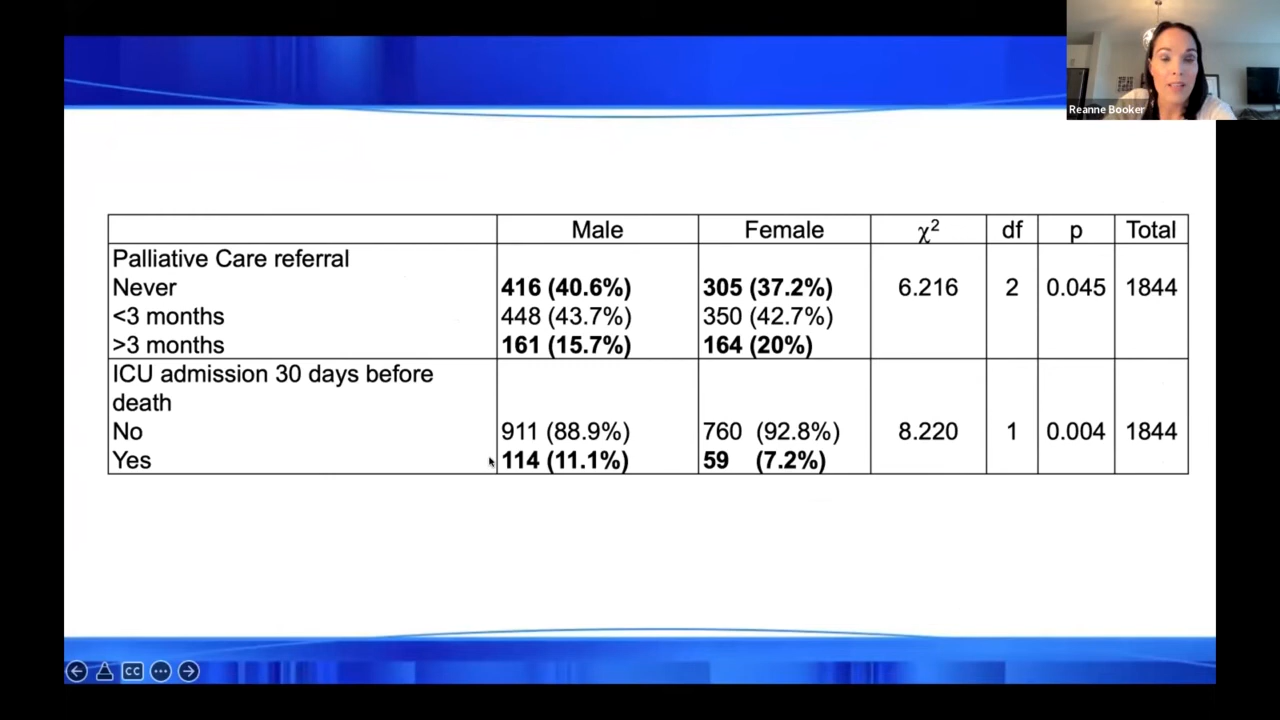 Reanne Booker
Male Female χ² df p Total
Palliative Care referral
Never 416 (40.6%) 305 (37.2%) 6.216 2 0.045 1844
<3 months 448 (43.7%) 350 (42.7%)
>3 months 161 (15.7%) 164 (20%)
ICU admission 30 days before
death
No 911 (88.9%) 760 (92.8%) 8.220 1 0.004 1844
Yes 114 (11.1%) 59 (7.2%)
CC